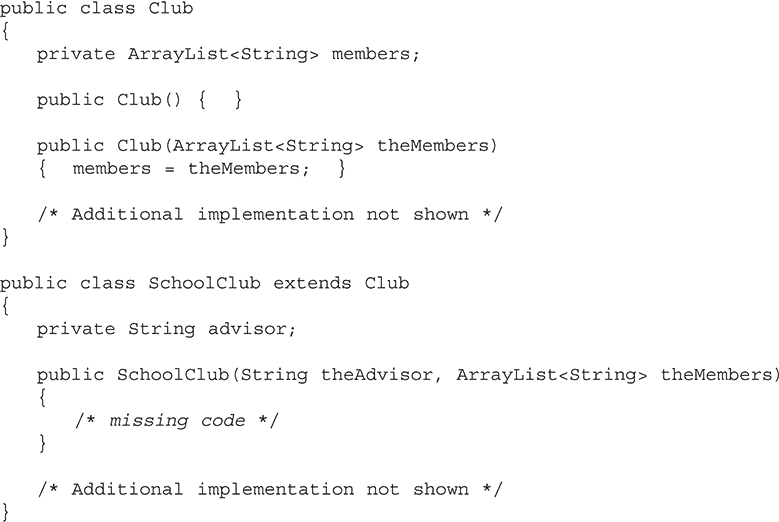 public class Club
{
private ArrayList<String> members;
public Club() { }
public Club(ArrayList<String> theMembers)
{ members = theMembers; }
/* Additional implementation not shown */
}
public class SchoolClub extends Club
{
private String advisor;
public SchoolClub(String theAdvisor, ArrayList<String> theMembers)
{
/* missing code */
}
/* Additional implementation not shown */
}